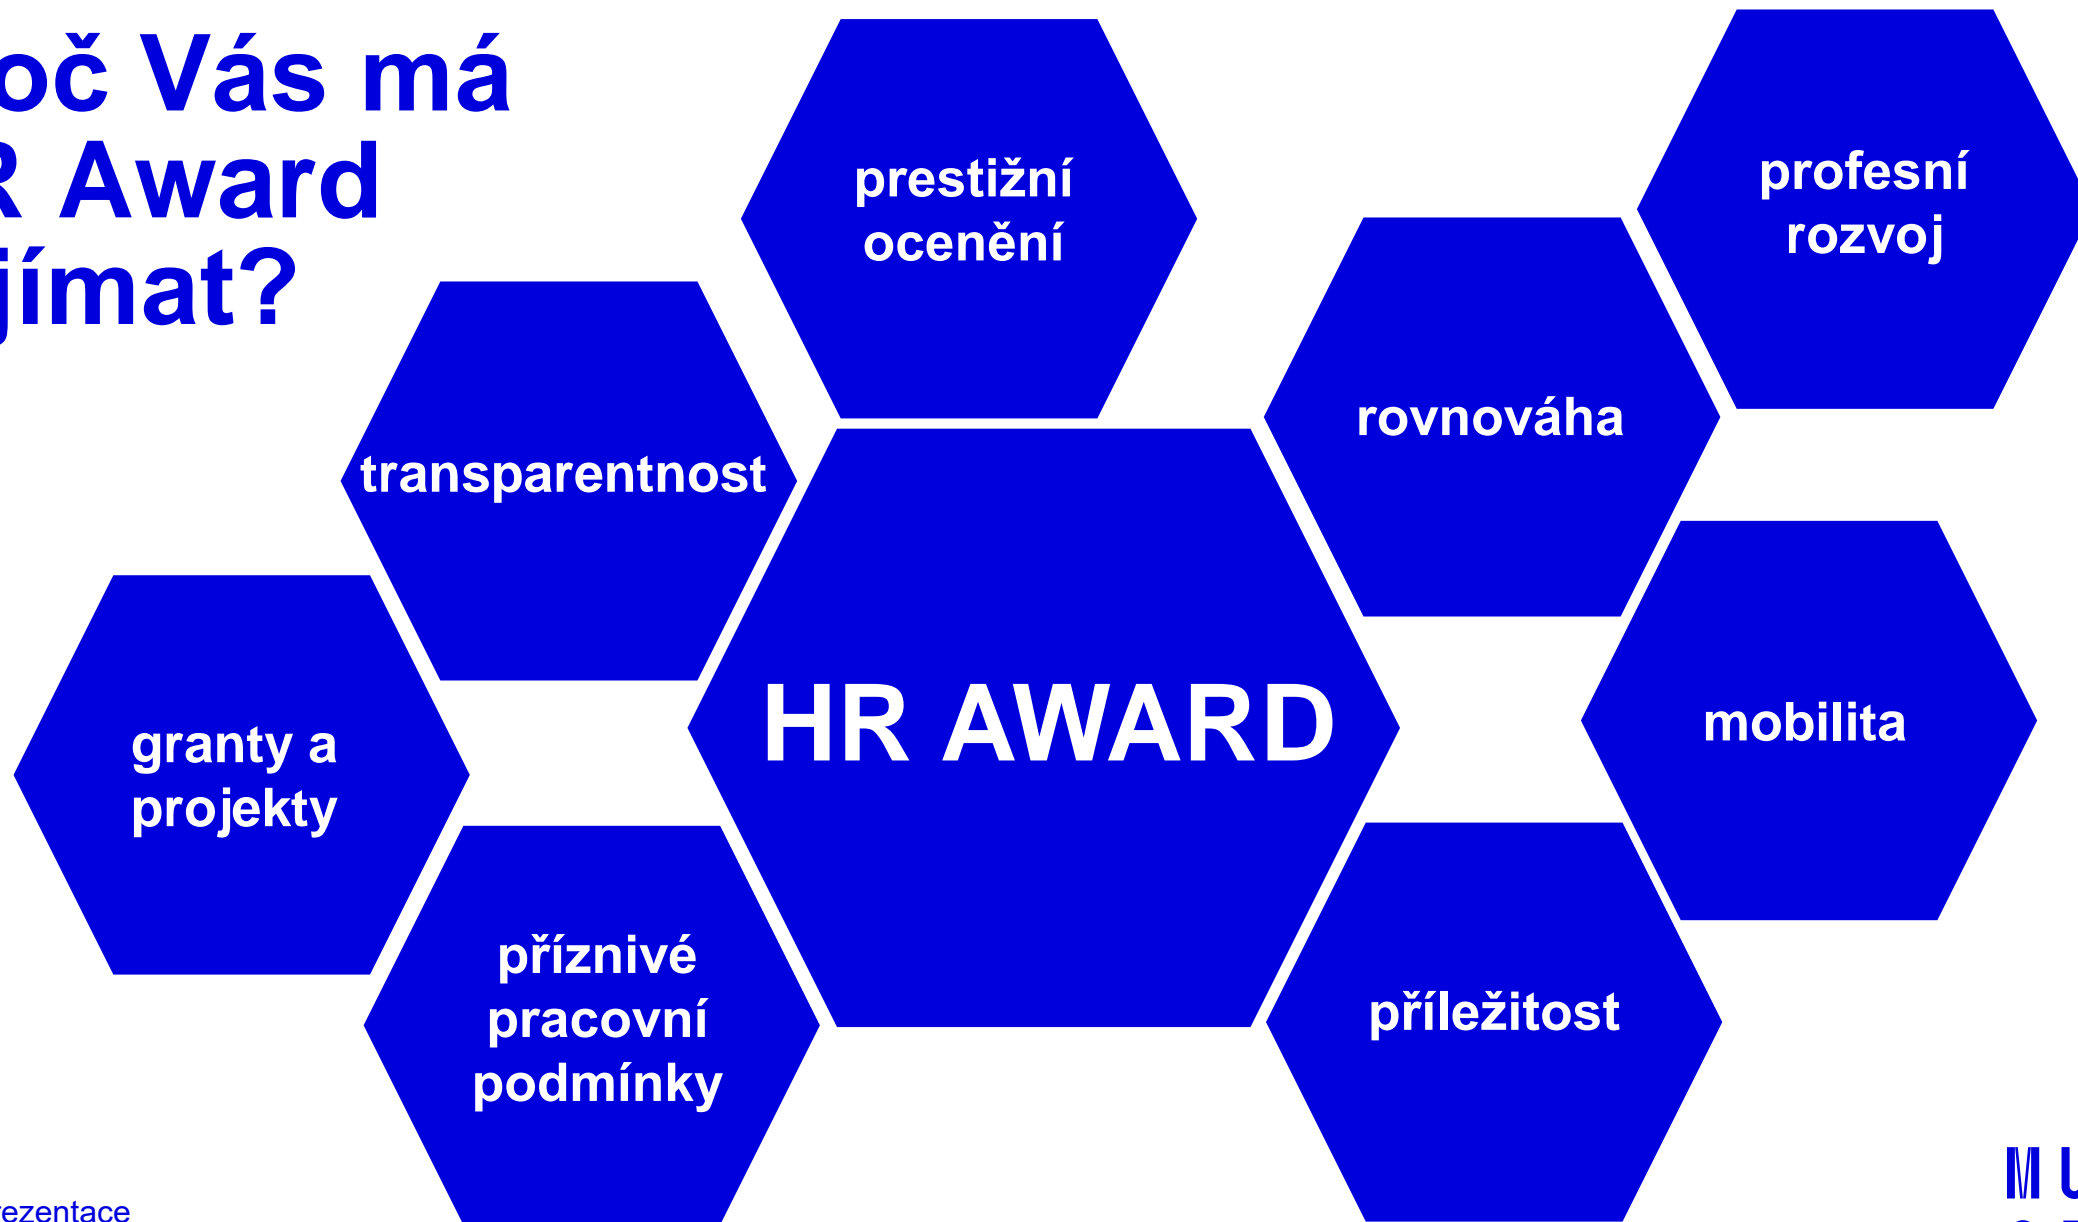 oč Vás má
R Award
jímat?
prestižní
ocenění
profesní
rozvoj
rovnováha
transparentnost
HR AWARD
mobilita
granty a
projekty
příznivé
pracovní
podmínky
příležitost
rezentace
M U